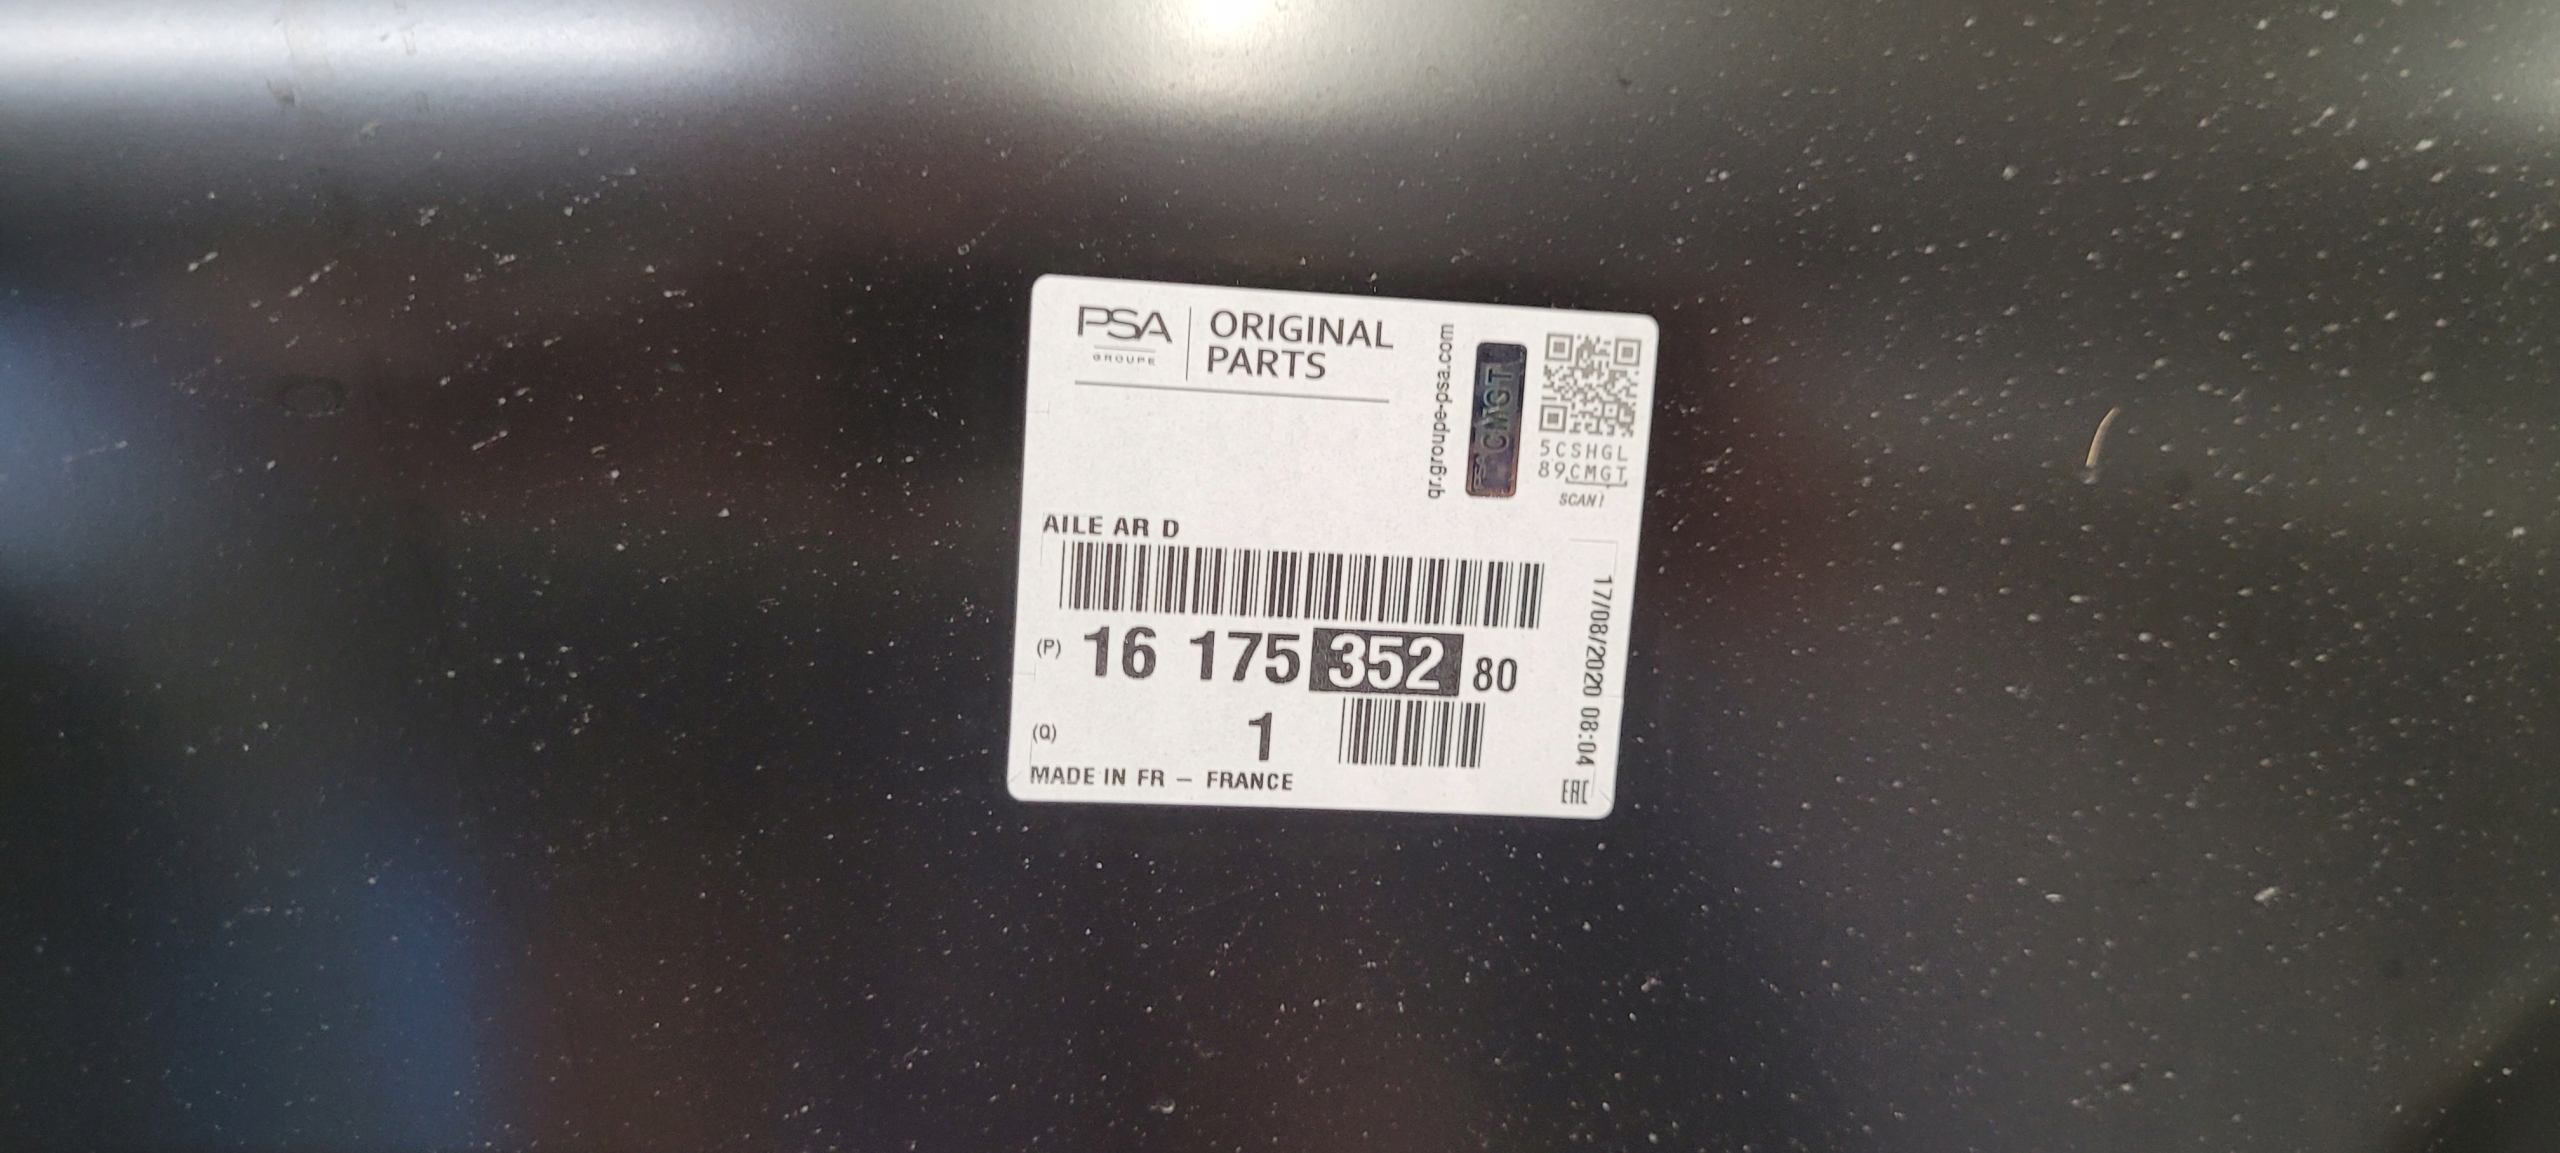 PSA
GROUPE
ORIGINAL
PARTS
qr.groupe-psa.com
CMGT
5CSHGL
89CMGT
SCAN!
AILE AR D
(P) 16 175 352 80
(Q) 1
MADE IN FR – FRANCE
17/08/2020 08:04
EAC